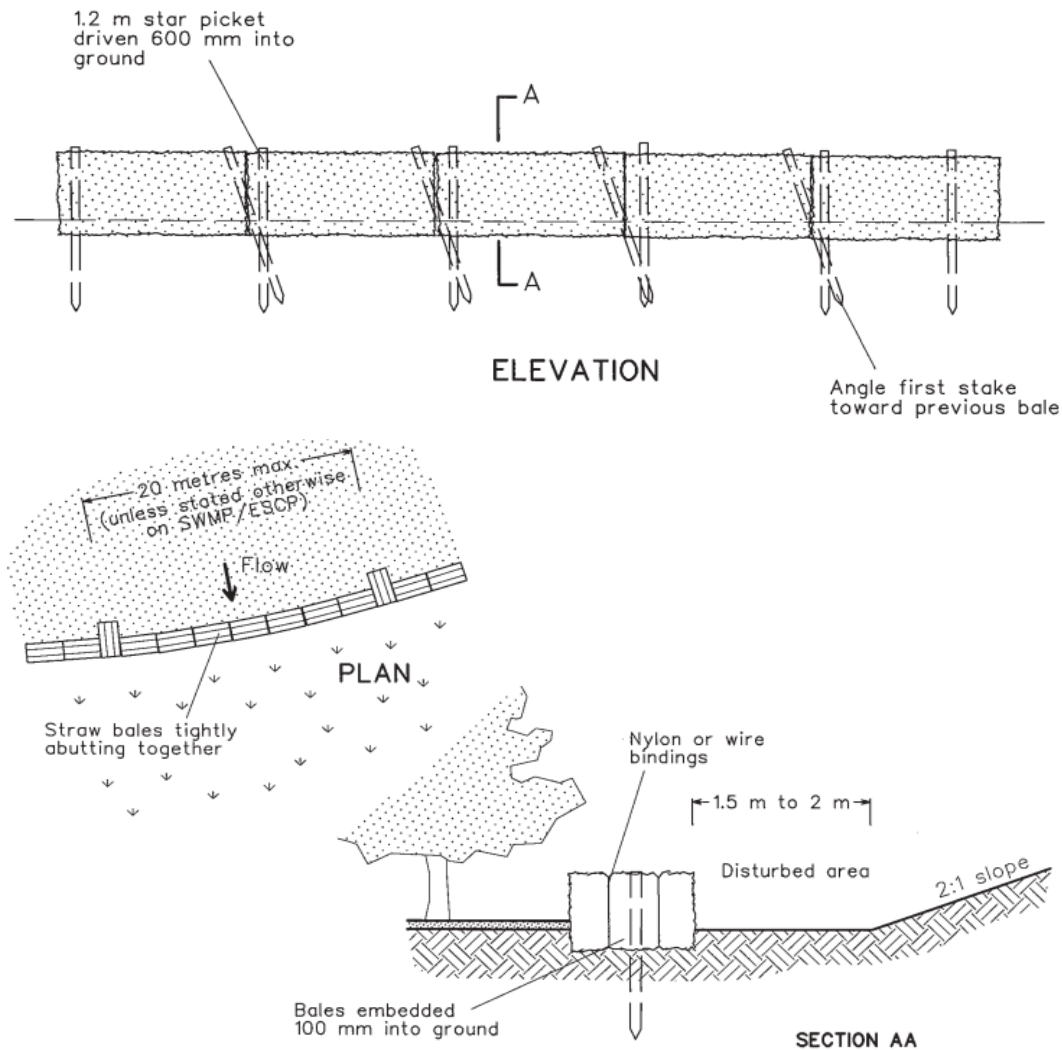 1.2 m star picket
driven 600 mm into
ground
A
A
ELEVATION
Angle first stake
toward previous bale
20 metres max.
(unless stated otherwise
on SWMP/ESCP)
Flow
PLAN
Straw bales tightly
abutting together
Nylon or wire
bindings
1.5 m to 2 m
Disturbed area
2:1 slope
Bales embedded
100 mm into ground
SECTION AA